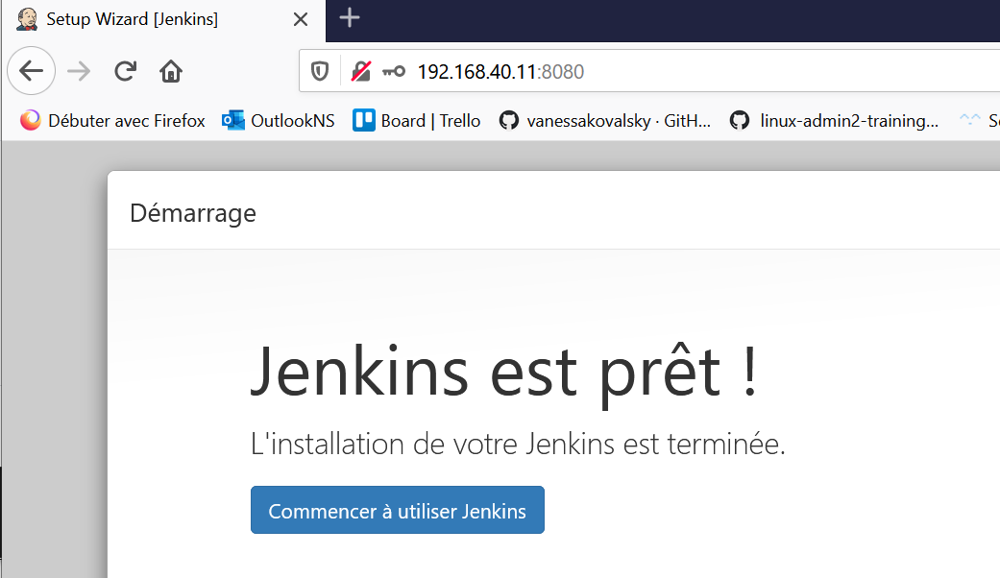 Setup Wizard [Jenkins]
192.168.40.11:8080
Débuter avec Firefox OutlookNS Board | Trello vanessakovalsky · GitH... linux-admin2-training...
Démarrage
Jenkins est prêt !
L'installation de votre Jenkins est terminée.
Commencer à utiliser Jenkins